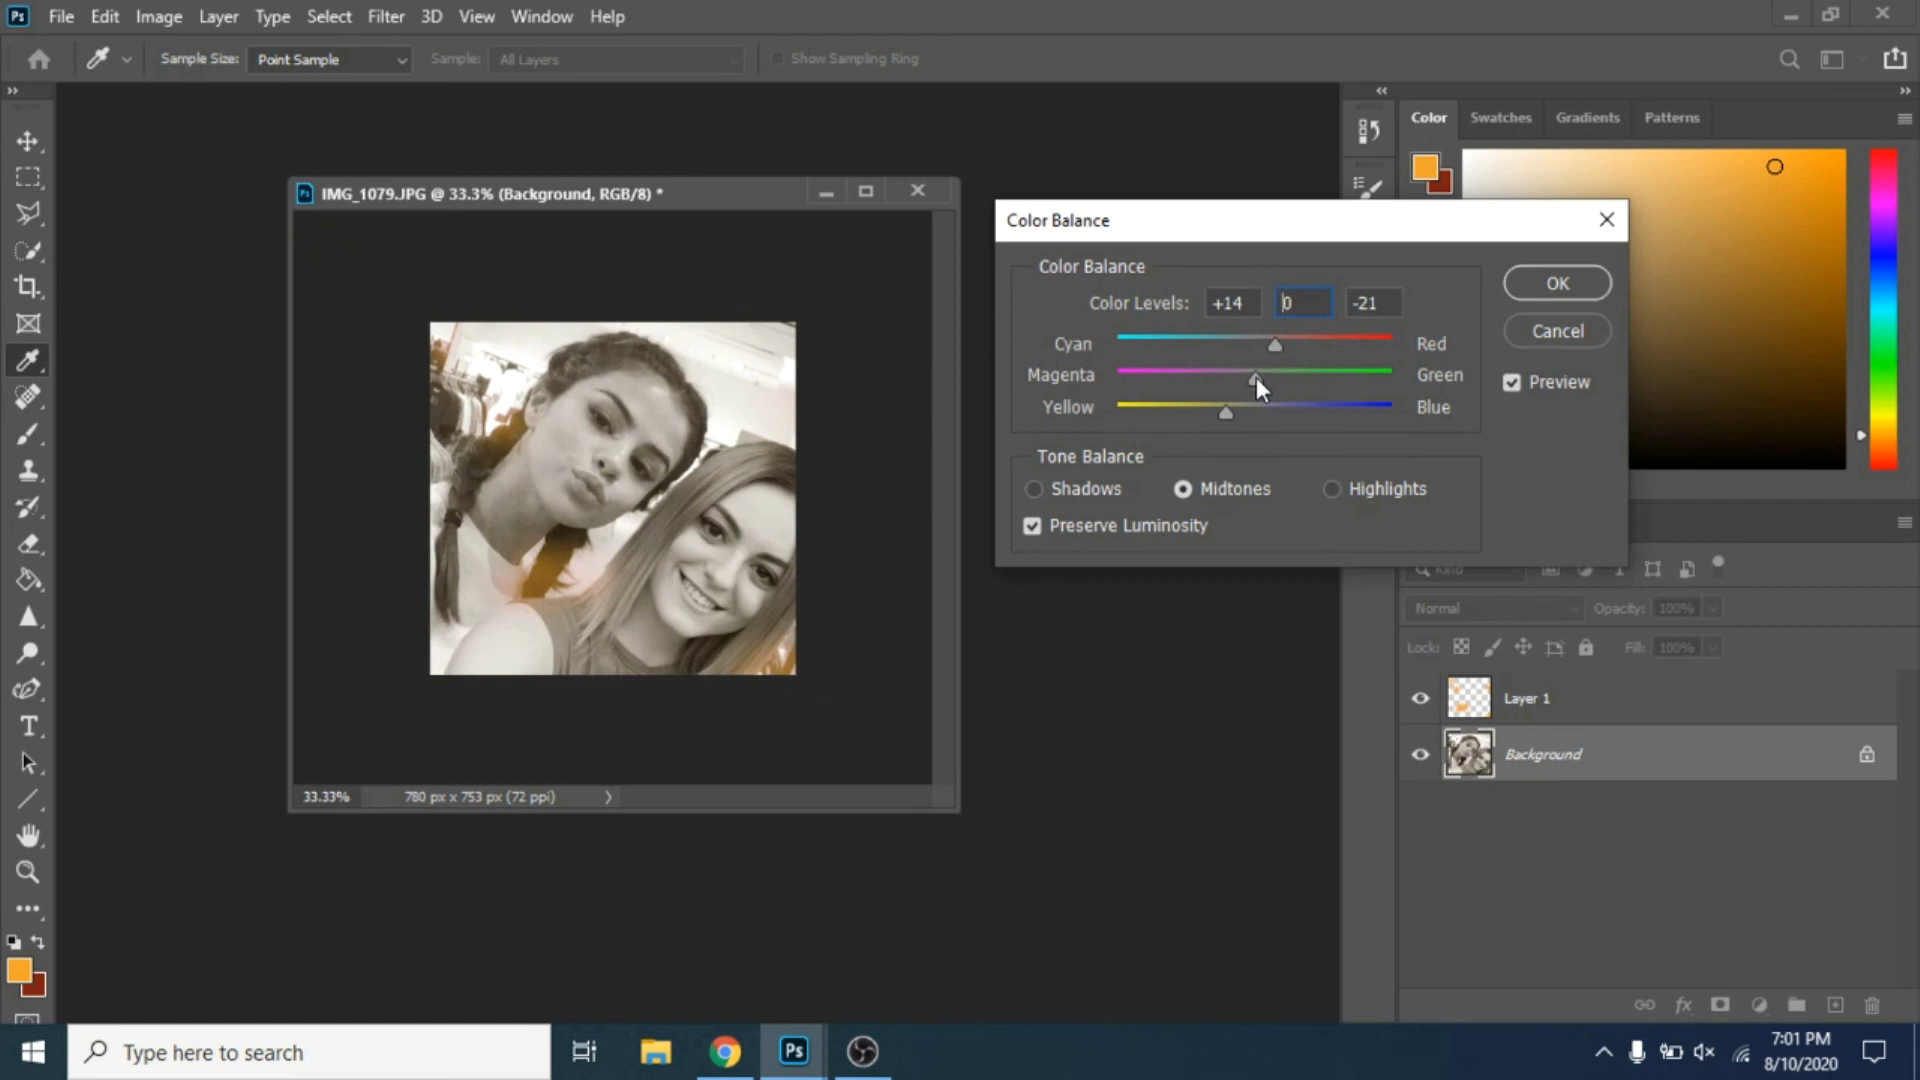 Ps File Edit Image Layer Type Select Filter 3D View Window Help
Sample Size: Point Sample Sample: All Layers Show Sampling Ring
Color Swatches Gradients Patterns
IMG_1079.JPG @ 33.3% (Background, RGB/8) *
Color Balance
Color Balance
Color Levels: +14 0 -21
Cyan Red
Magenta Green
Yellow Blue
OK
Cancel
Preview
Tone Balance
Shadows Midtones Highlights
Preserve Luminosity
Kind
Normal Opacity: 100%
Lock: Fill: 100%
Layer 1
Background
fx
33.33% 780 px x 753 px (72 ppi)
Type here to search
Ps
7:01 PM
8/10/2020